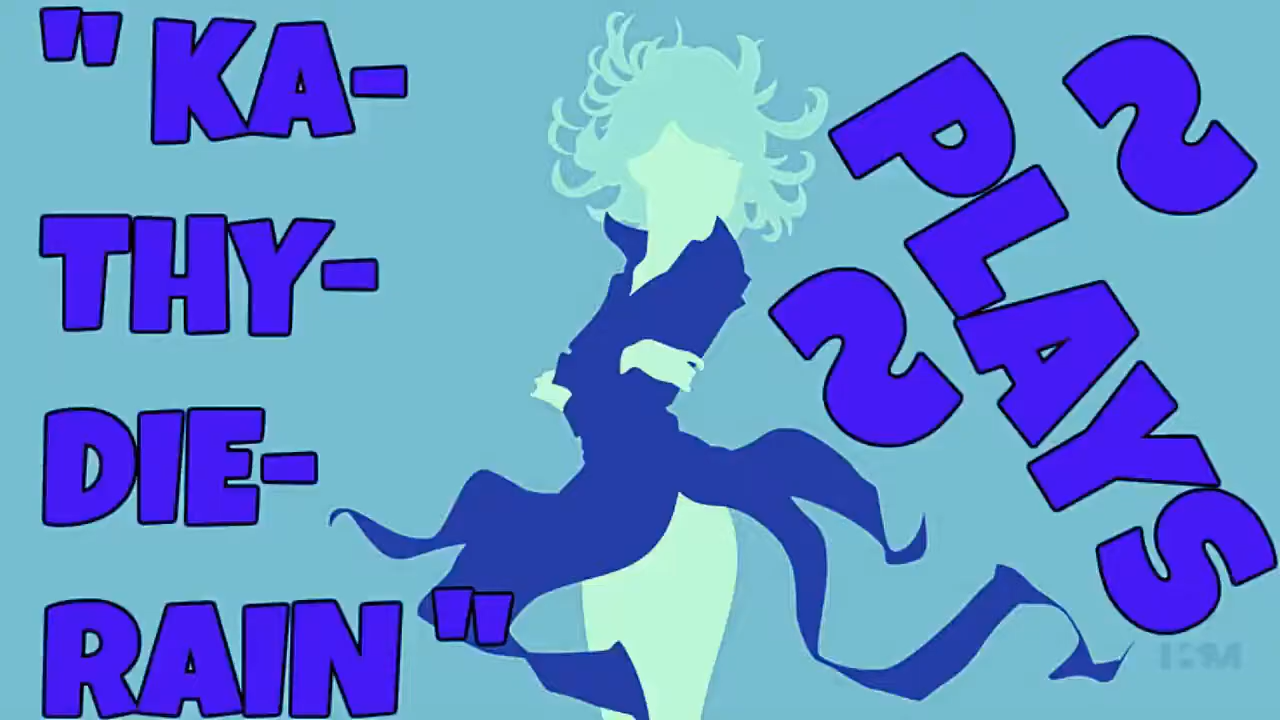 "KA-
THY-
DIE-
RAIN"
~
PLAYS
~